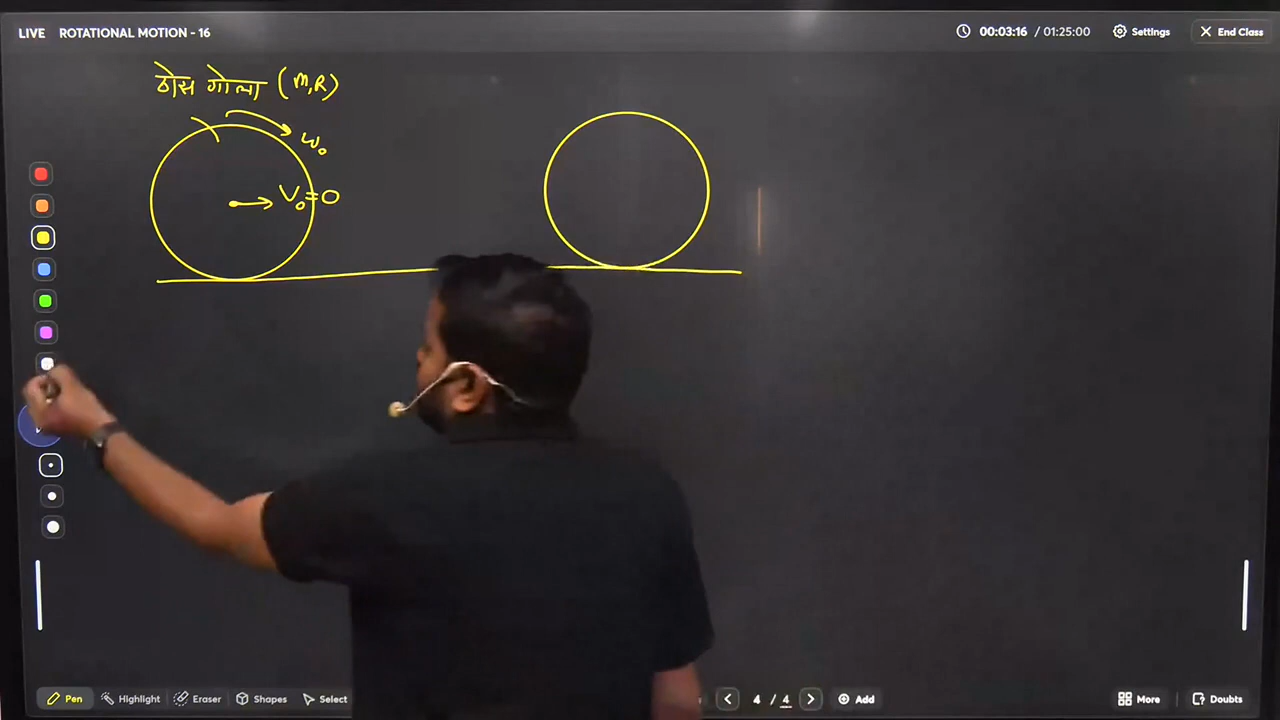 LIVE ROTATIONAL MOTION - 16
00:03:16 / 01:25:00 Settings End Class
ठोस गोला (M,R)
ω₀
V₀=0
Pen Highlight Eraser Shapes Select
4 / 4 Add More Doubts